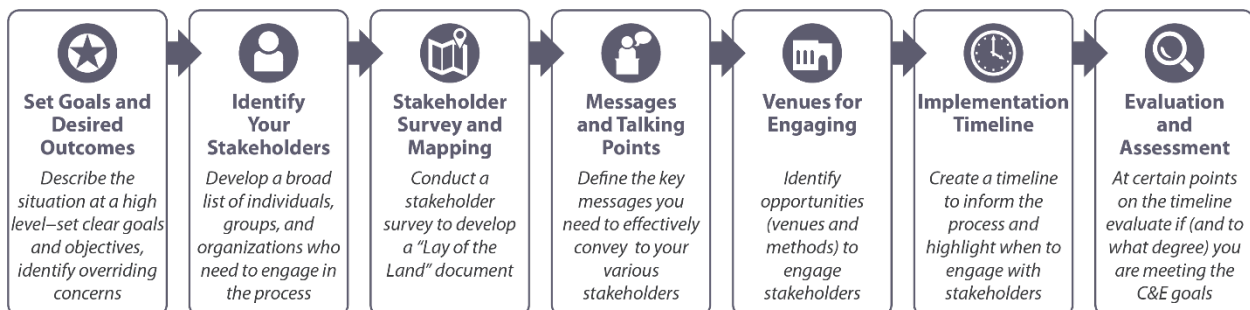 Set Goals and
Desired
Outcomes
Describe the
situation at a high
level–set clear goals
and objectives,
identify overriding
concerns
Identify
Your
Stakeholders
Develop a broad
list of individuals,
groups, and
organizations who
need to engage in
the process
Stakeholder
Survey and
Mapping
Conduct a
stakeholder
survey to develop
a “Lay of the
Land” document
Messages
and Talking
Points
Define the key
messages you
need to effectively
convey to your
various
stakeholders
Venues for
Engaging
Identify
opportunities
(venues and
methods) to
engage
stakeholders
Implementation
Timeline
Create a timeline
to inform the
process and
highlight when to
engage with
stakeholders
Evaluation
and
Assessment
At certain points
on the timeline
evaluate if (and to
what degree) you
are meeting the
C&E goals